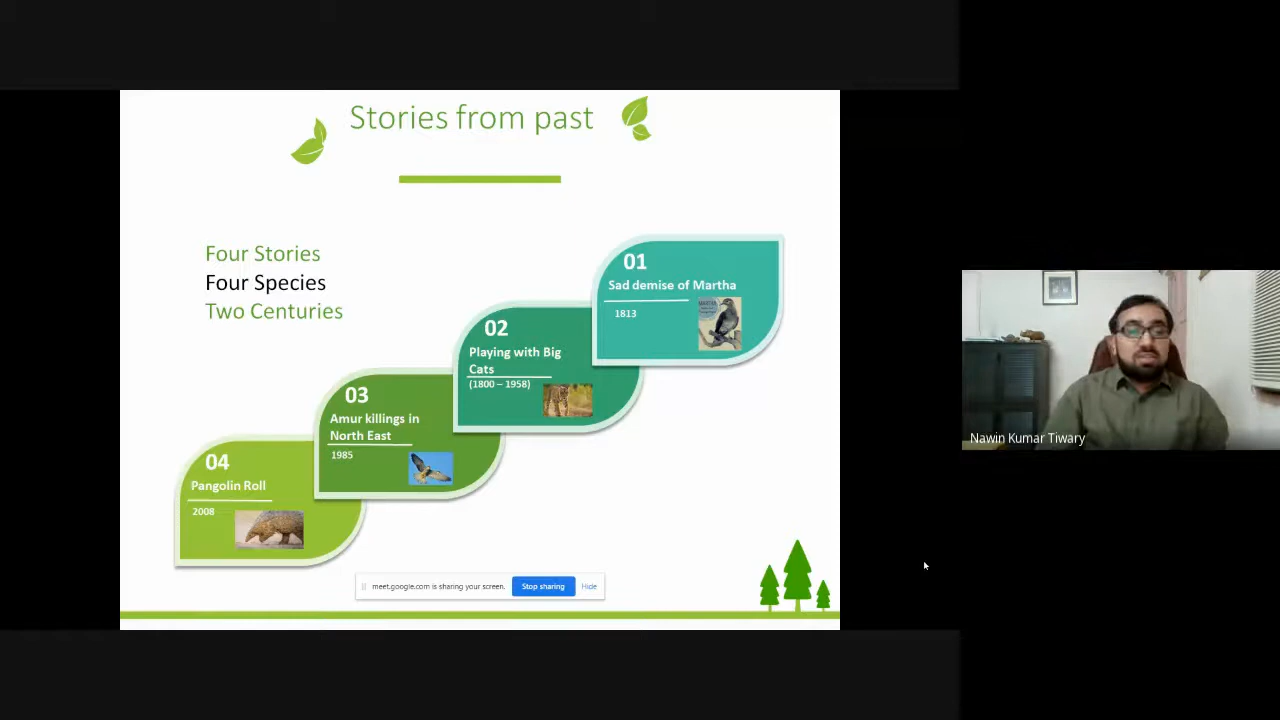 Stories from past
Four Stories
Four Species
Two Centuries
01
Sad demise of Martha
1813
MARTHA
02
Playing with Big
Cats
(1800 – 1958)
03
Amur killings in
North East
1985
04
Pangolin Roll
2008
meet.google.com is sharing your screen.
Stop sharing
Hide
Nawin Kumar Tiwary